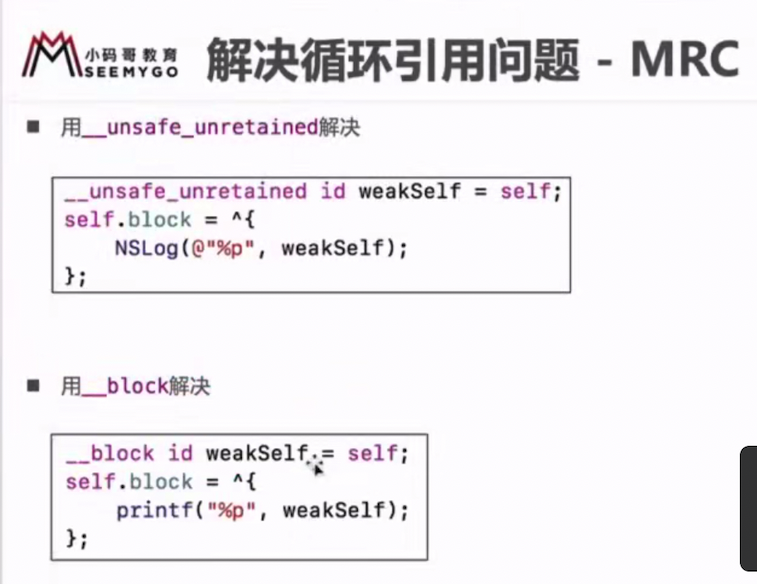 小码哥教育
SEEMYGO
解决循环引用问题 - MRC
用__unsafe_unretained解决
__unsafe_unretained id weakSelf = self;
self.block = ^{
NSLog(@"%p", weakSelf);
};
用__block解决
__block id weakSelf = self;
self.block = ^{
printf("%p", weakSelf);
};